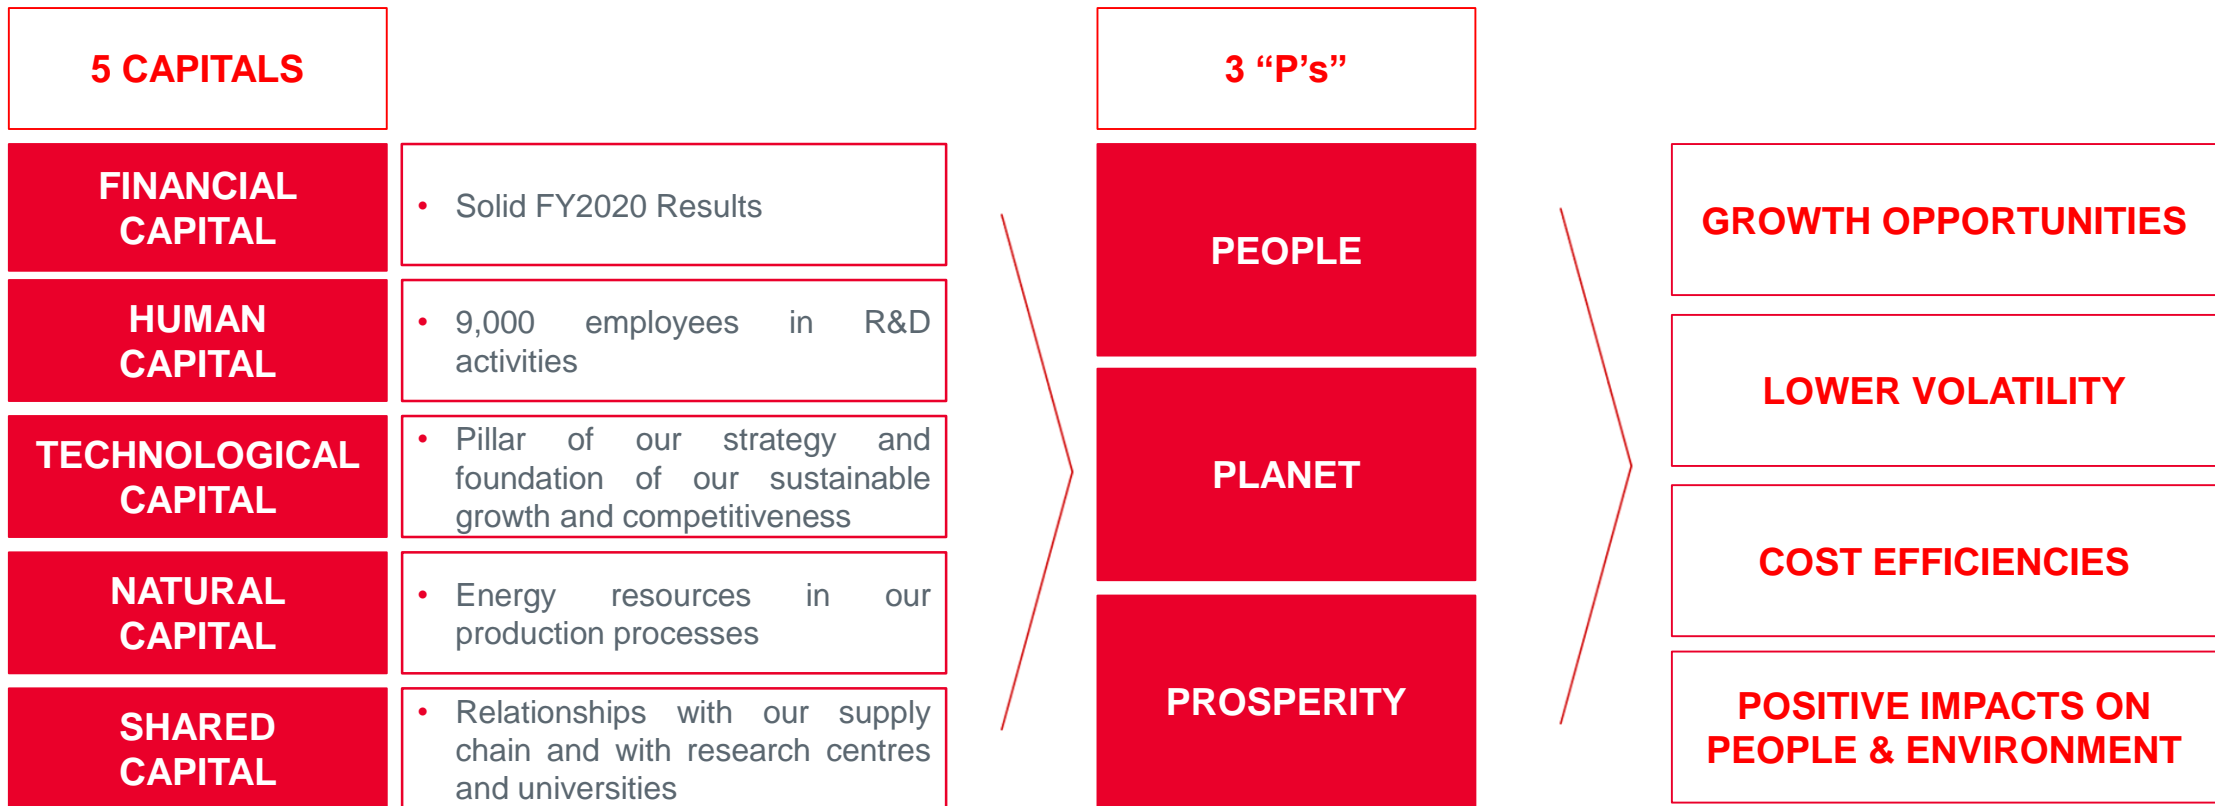 5 CAPITALS
3 “P’s”
FINANCIAL
CAPITAL
• Solid FY2020 Results
HUMAN
CAPITAL
• 9,000 employees in R&D
activities
TECHNOLOGICAL
CAPITAL
• Pillar of our strategy and
foundation of our sustainable
growth and competitiveness
NATURAL
CAPITAL
• Energy resources in our
production processes
SHARED
CAPITAL
• Relationships with our supply
chain and with research centres
and universities
PEOPLE
PLANET
PROSPERITY
GROWTH OPPORTUNITIES
LOWER VOLATILITY
COST EFFICIENCIES
POSITIVE IMPACTS ON
PEOPLE & ENVIRONMENT